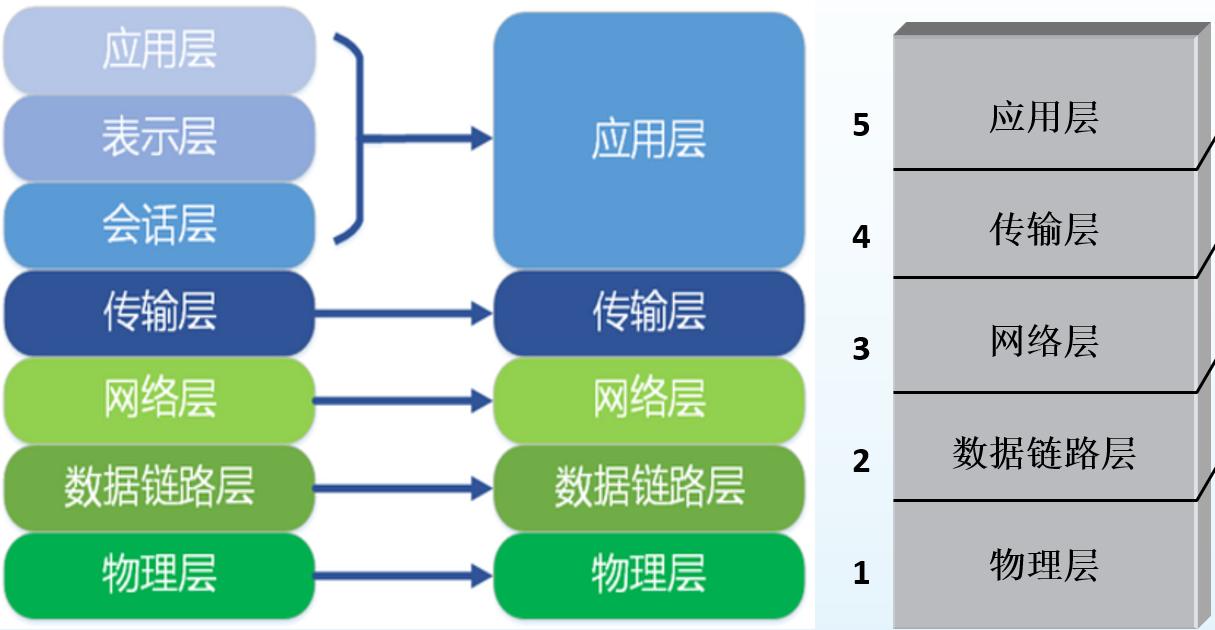 应用层
表示层
会话层
传输层
网络层
数据链路层
物理层
应用层
传输层
网络层
数据链路层
物理层
5 应用层
4 传输层
3 网络层
2 数据链路层
1 物理层